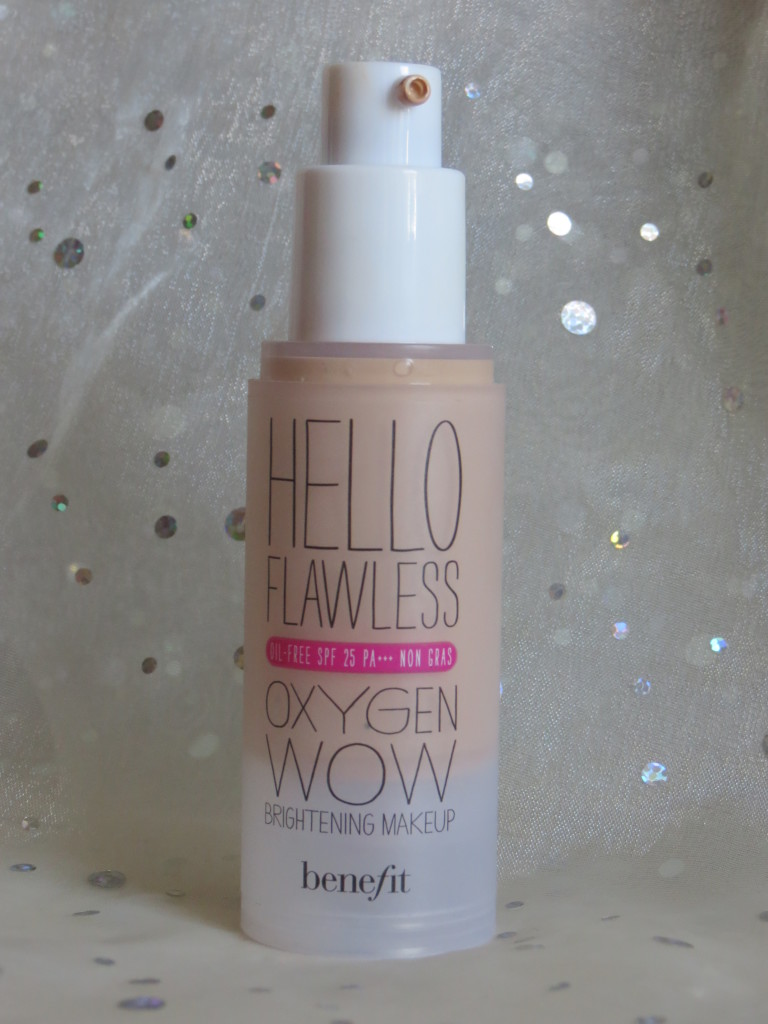 HELLO
FLAWLESS
OIL-FREE SPF 25 PA+++ NON GRAS
OXYGEN
WOW
BRIGHTENING MAKEUP
benefit